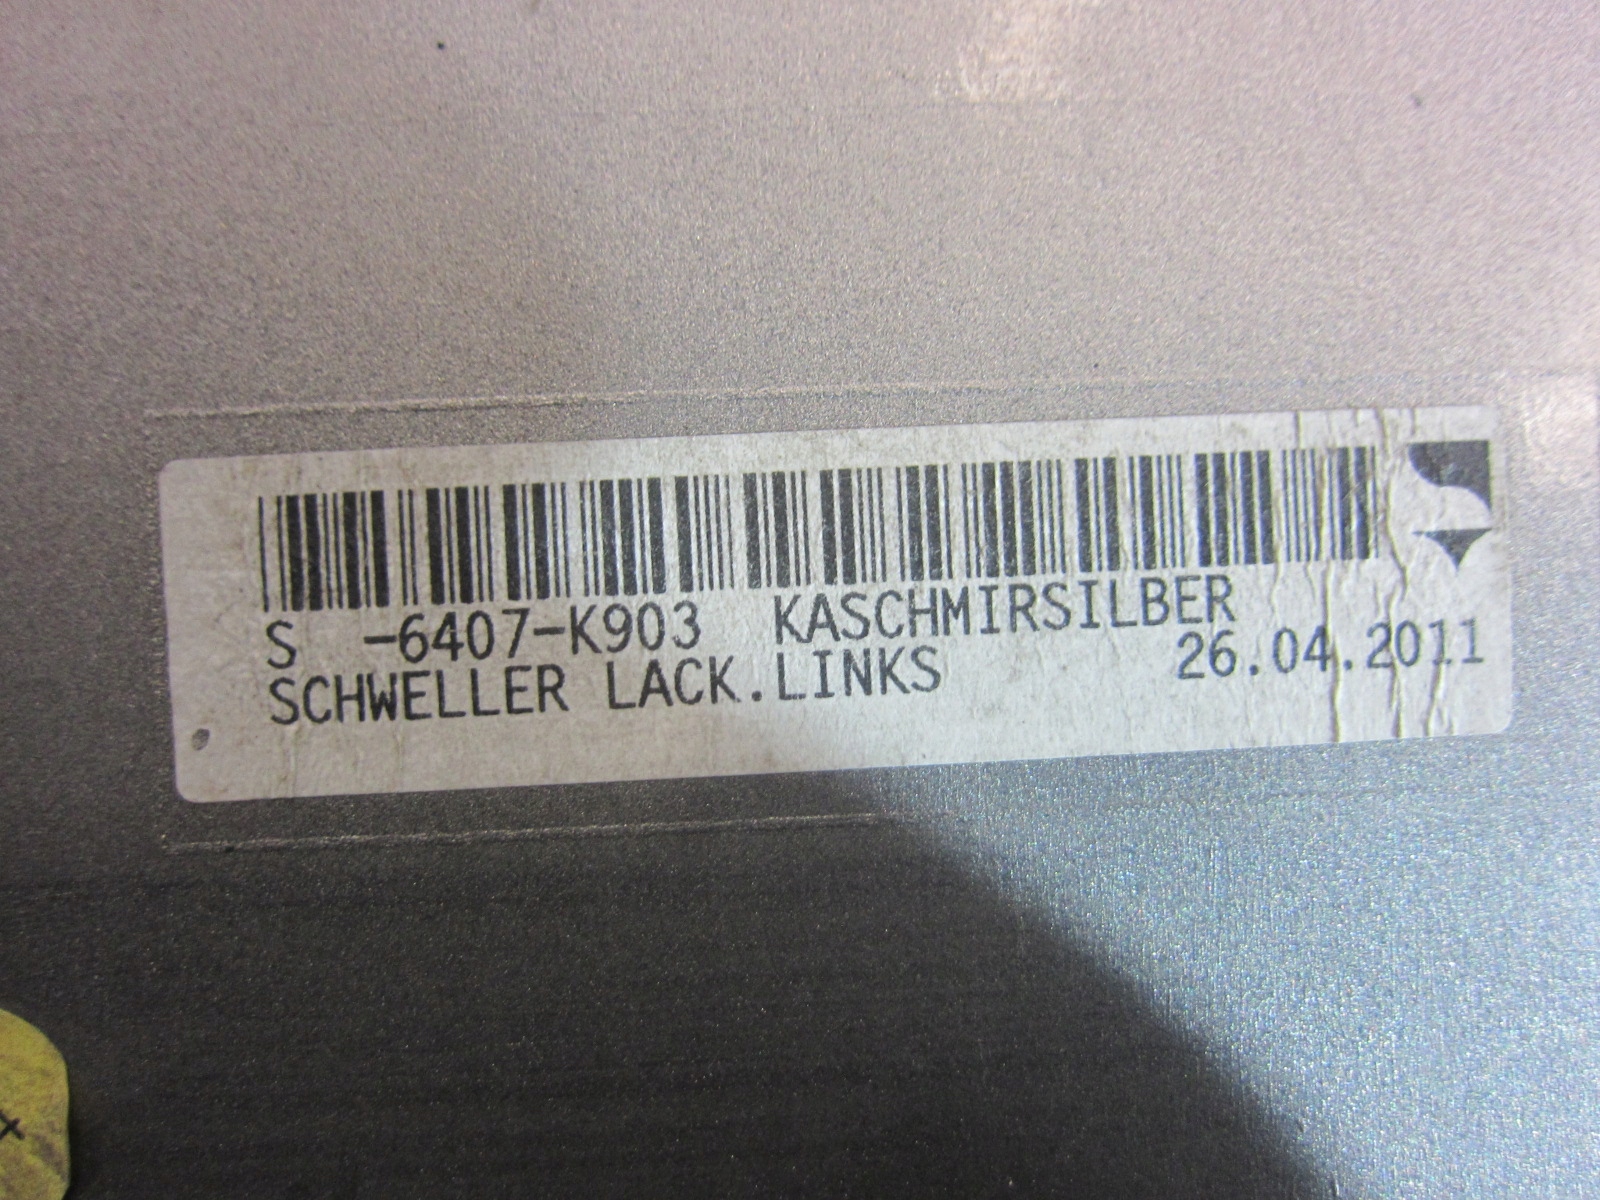 S -6407-K903 KASCHMIRSILBER
SCHWELLER LACK.LINKS 26.04.2011